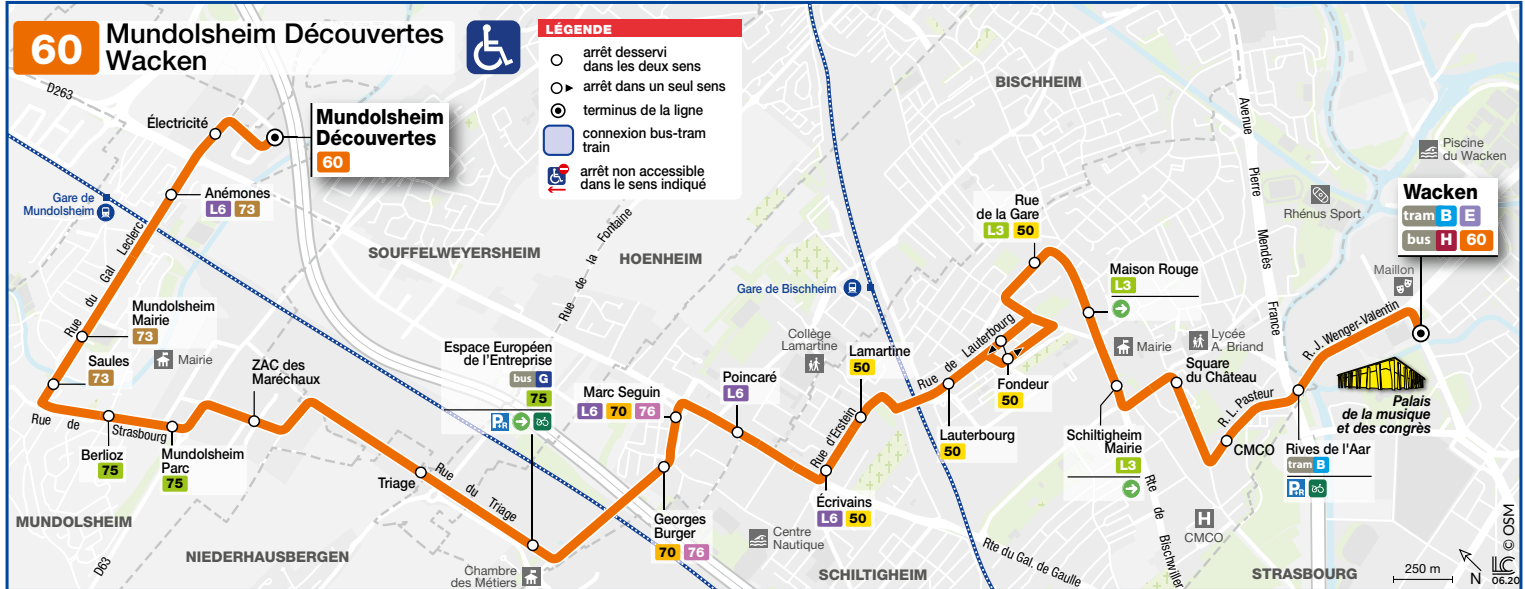 60 Mundolsheim Découvertes
Wacken
LÉGENDE
arrêt desservi
dans les deux sens
arrêt dans un seul sens
terminus de la ligne
connexion bus-tram
train
arrêt non accessible
dans le sens indiqué
D263
Électricité
Mundolsheim
Découvertes
60
Gare de
Mundolsheim
Anémones
L6 73
Rue du Gal Leclerc
Mundolsheim
Mairie
73
Saules
73
Mairie
Rue de Strasbourg
Berlioz
75
Mundolsheim
Parc
75
ZAC des
Maréchaux
MUNDOLSHEIM
D63
NIEDERHAUSBERGEN
Triage
Rue du Triage
SOUFFELWEYERSHEIM
Rue de la Fontaine
HOENHEIM
Espace Européen
de l'Entreprise
bus G
75
P+R
Chambre
des Métiers
Marc Seguin
L6 70 76
Georges
Burger
70 76
Poincaré
L6
Centre
Nautique
Collège
Lamartine
Rue d'Erstein
Écrivains
L6 50
Lamartine
50
Gare de Bischheim
SCHILTIGHEIM
Rte du Gal. de Gaulle
Rue de Lauterbourg
Lauterbourg
50
Fondeur
50
Rue
de la Gare
L3 50
BISCHHEIM
Maison Rouge
L3
Mairie
Schiltigheim
Mairie
L3
Rte de Bischwiller
Lycée
A. Briand
Square
du Château
Avenue Pierre Mendès France
H
CMCO
CMCO
R. L. Pasteur
Rives de l'Aar
tram B
P+R
R. J. Wenger-Valentin
Rhénus Sport
Piscine
du Wacken
Wacken
tram B E
bus H 60
Maillon
Palais
de la musique
et des congrès
STRASBOURG
250 m
N
© OSM
06.20